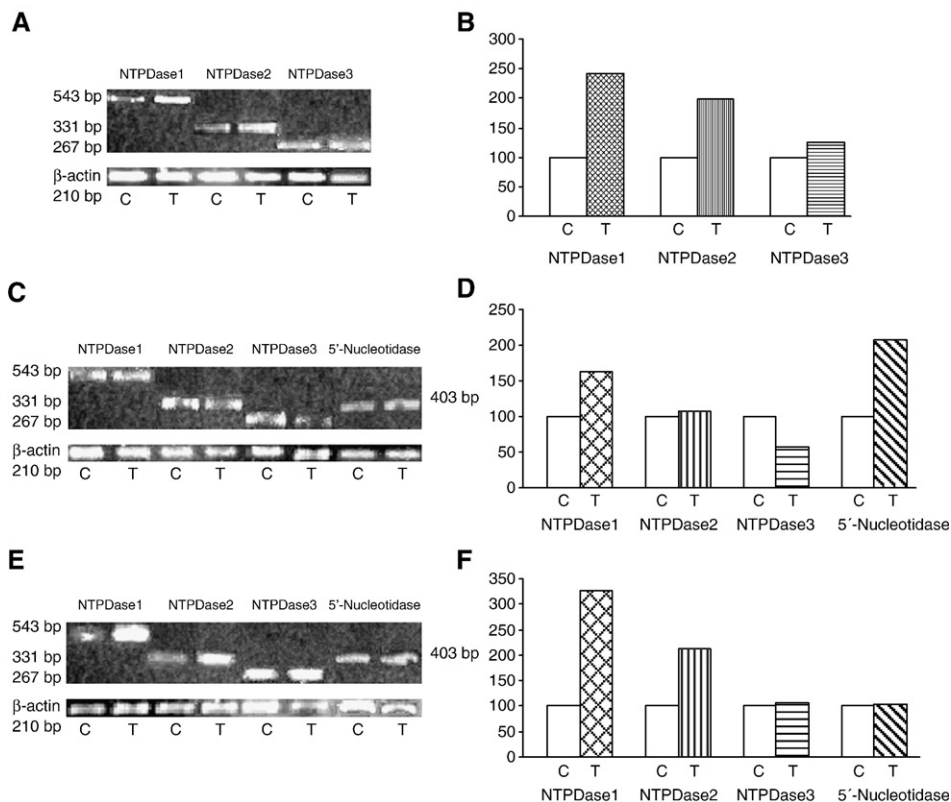 A
NTPDase1 NTPDase2 NTPDase3
543 bp
331 bp
267 bp
β-actin
210 bp
C T C T C T
B
300
250
200
150
100
50
0
C T C T C T
NTPDase1 NTPDase2 NTPDase3
C
NTPDase1 NTPDase2 NTPDase3 5'-Nucleotidase
543 bp
331 bp
403 bp
267 bp
β-actin
210 bp
C T C T C T C T
D
250
200
150
100
50
0
C T C T C T C T
NTPDase1 NTPDase2 NTPDase3 5´-Nucleotidase
E
NTPDase1 NTPDase2 NTPDase3 5'-Nucleotidase
543 bp
331 bp
403 bp
267 bp
β-actin
210 bp
C T C T C T C T
F
350
300
250
200
150
100
50
0
C T C T C T C T
NTPDase1 NTPDase2 NTPDase3 5´-Nucleotidase